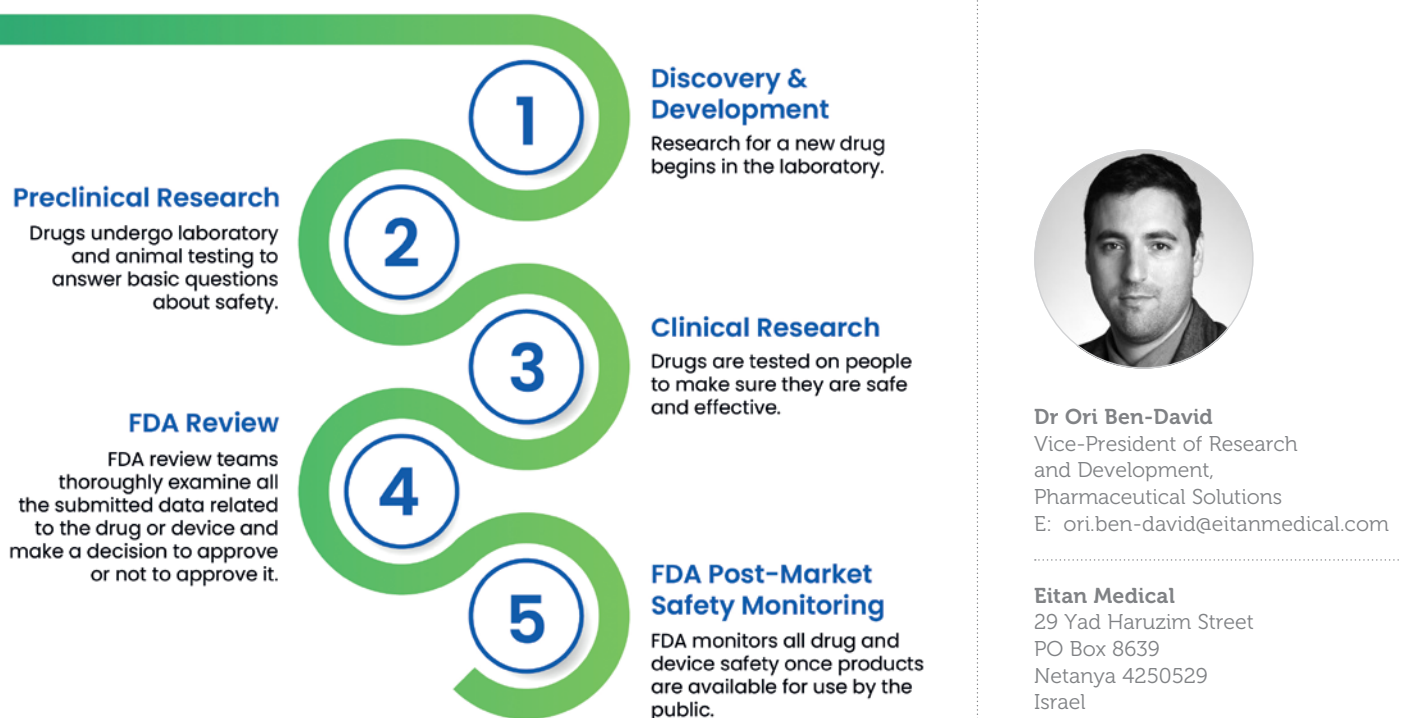 1
Discovery &
Development
Research for a new drug
begins in the laboratory.
2
Preclinical Research
Drugs undergo laboratory
and animal testing to
answer basic questions
about safety.
3
Clinical Research
Drugs are tested on people
to make sure they are safe
and effective.
4
FDA Review
FDA review teams
thoroughly examine all
the submitted data related
to the drug or device and
make a decision to approve
or not to approve it.
5
FDA Post-Market
Safety Monitoring
FDA monitors all drug and
device safety once products
are available for use by the
public.
Dr Ori Ben-David
Vice-President of Research
and Development,
Pharmaceutical Solutions
E: ori.ben-david@eitanmedical.com
Eitan Medical
29 Yad Haruzim Street
PO Box 8639
Netanya 4250529
Israel